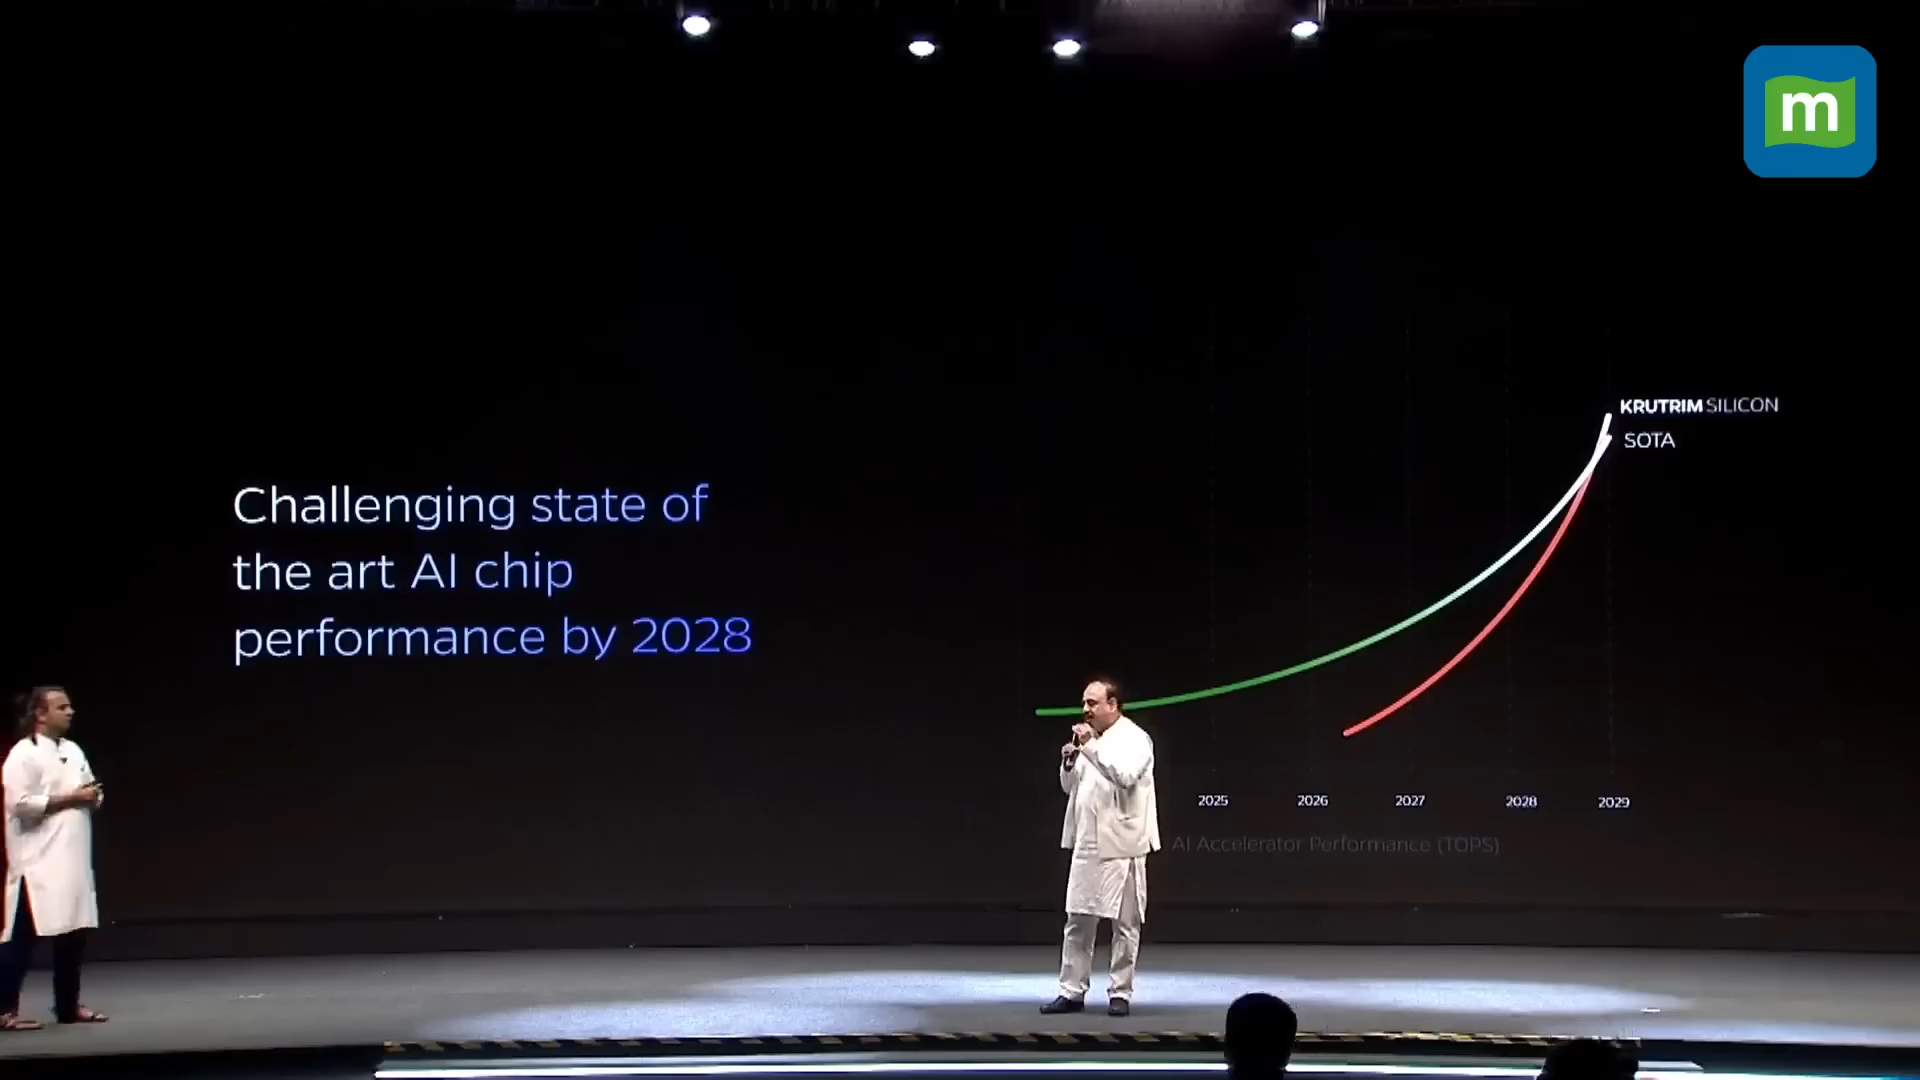 m
KRUTRIM SILICON
SOTA
Challenging state of
the art AI chip
performance by 2028
2025 2026 2027 2028 2029
AI Accelerator Performance (TOPS)